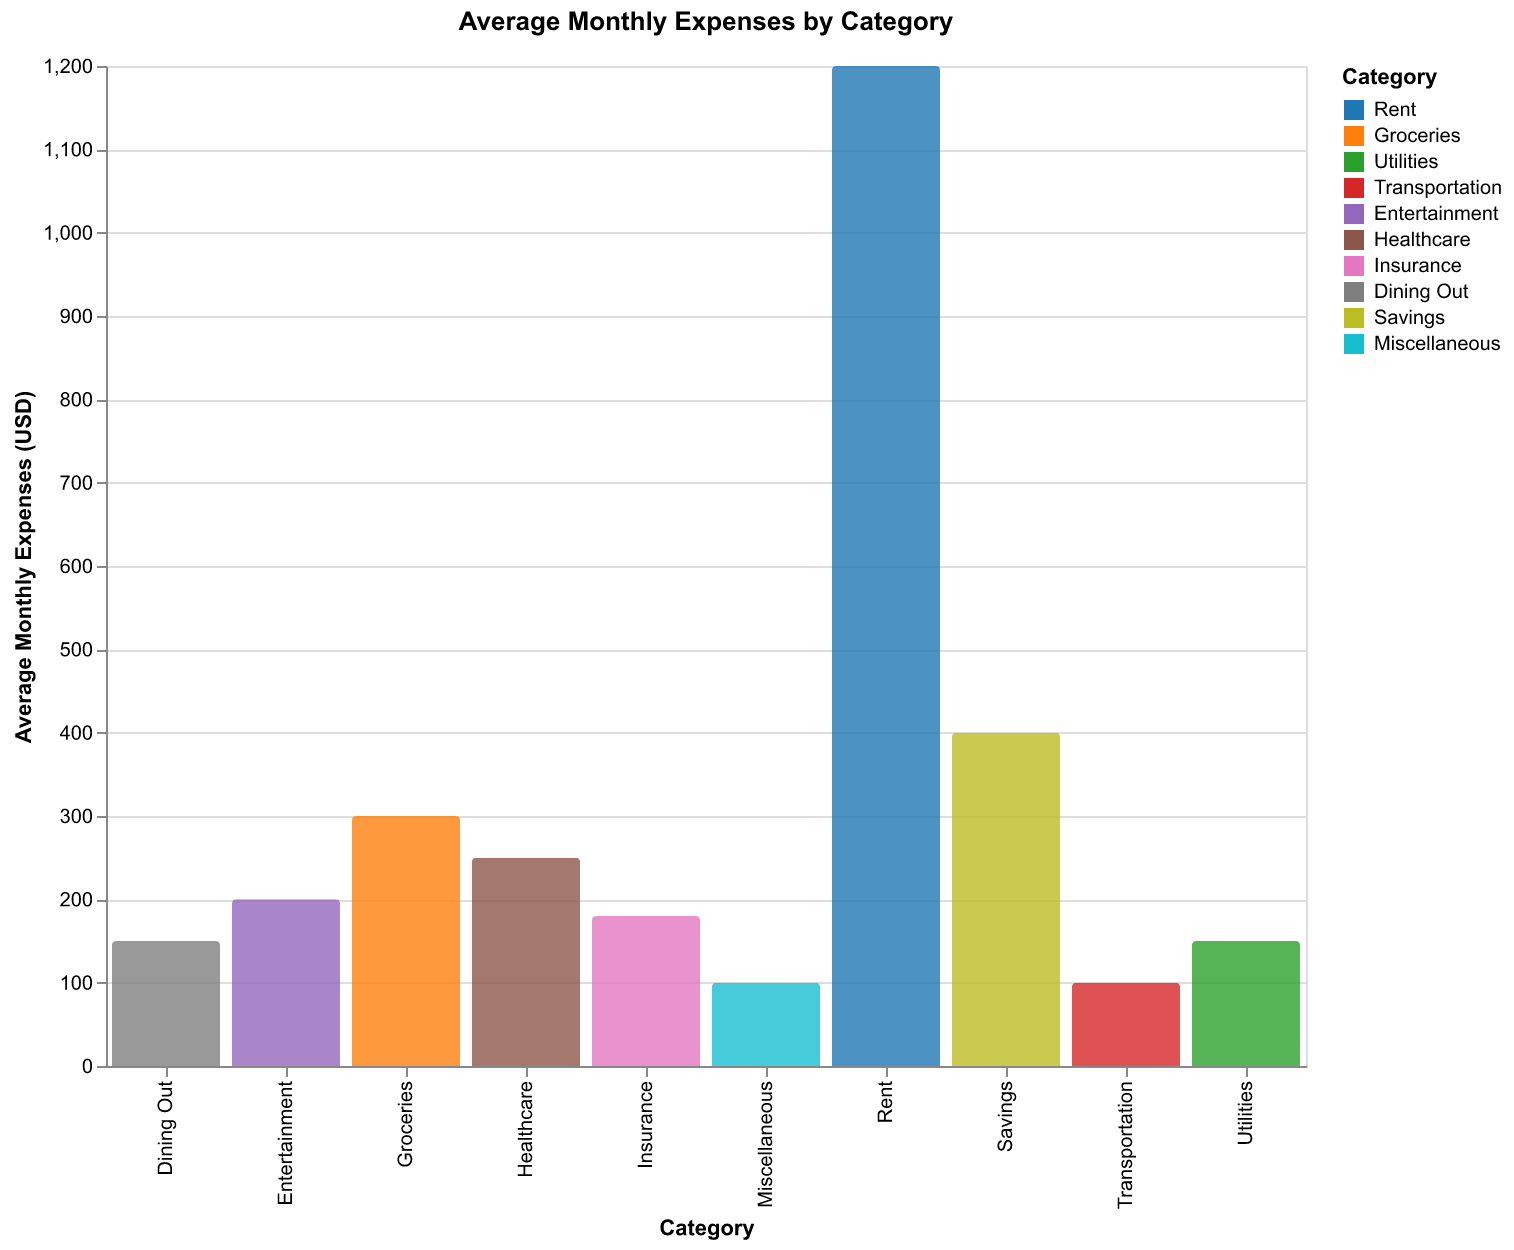 Average Monthly Expenses by Category
1,200
1,100
1,000
900
800
700
600
500
400
300
200
100
0
Average Monthly Expenses (USD)
Dining Out
Entertainment
Groceries
Healthcare
Insurance
Miscellaneous
Rent
Savings
Transportation
Utilities
Category
Category
Rent
Groceries
Utilities
Transportation
Entertainment
Healthcare
Insurance
Dining Out
Savings
Miscellaneous